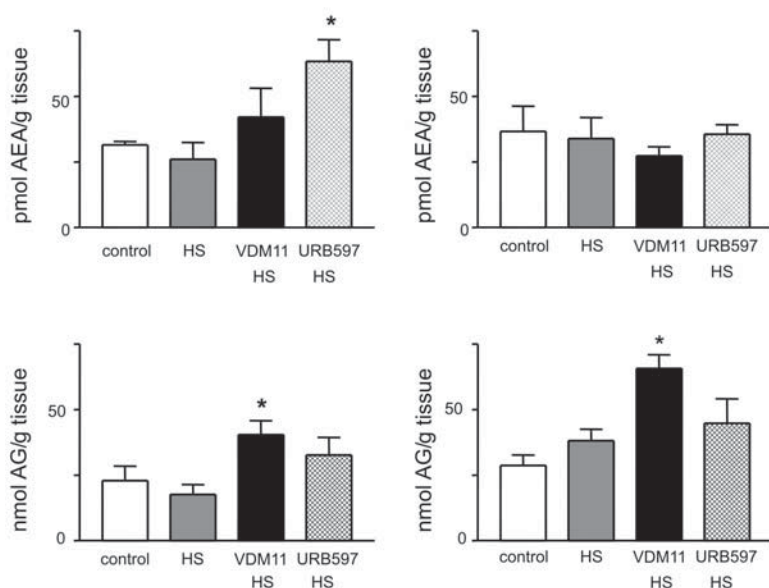 *
pmol AEA/g tissue
50
0
control HS VDM11 URB597
HS HS
pmol AEA/g tissue
50
0
control HS VDM11 URB597
HS HS
*
nmol AG/g tissue
50
0
control HS VDM11 URB597
HS HS
*
nmol AG/g tissue
50
0
control HS VDM11 URB597
HS HS